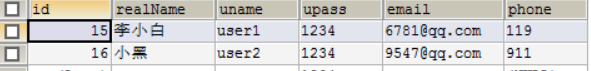 id realName uname upass email phone
15 李小白 user1 1234 6781@qq.com 119
16 小黑 user2 1234 9547@qq.com 911